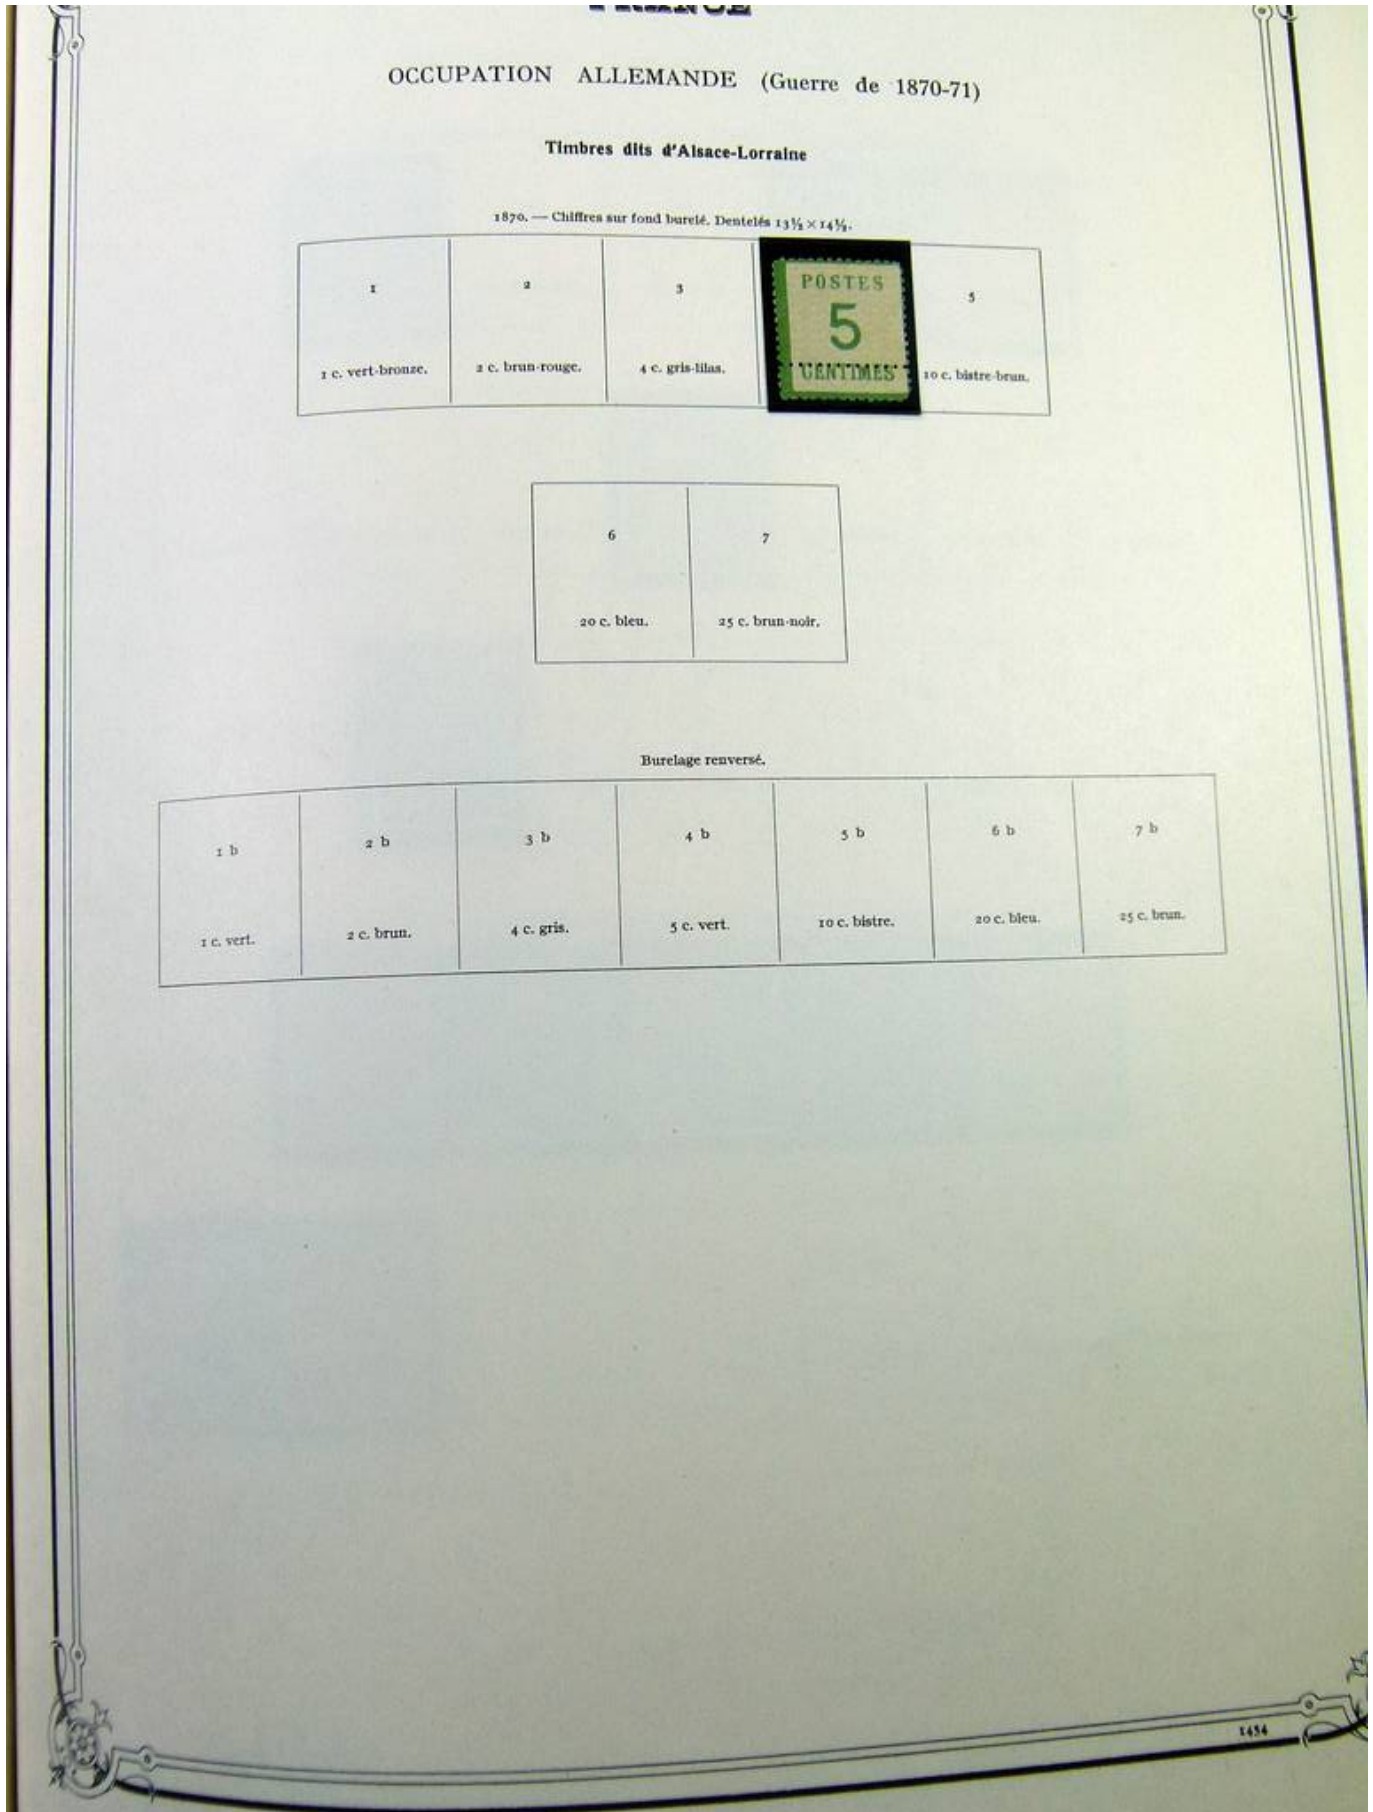 FRANCE
OCCUPATION ALLEMANDE (Guerre de 1870-71)
Timbres dits d'Alsace-Lorraine
1870. — Chiffres sur fond burelé. Dentelés 13½ × 14½.
1 2 3 5
POSTES
5
CENTIMES
1 c. vert-bronze. 2 c. brun-rouge. 4 c. gris-lilas. 10 c. bistre-brun.
6 7
20 c. bleu. 25 c. brun-noir.
Burelage renversé.
1 b 2 b 3 b 4 b 5 b 6 b 7 b
1 c. vert. 2 c. brun. 4 c. gris. 5 c. vert. 10 c. bistre. 20 c. bleu. 25 c. brun.
1454